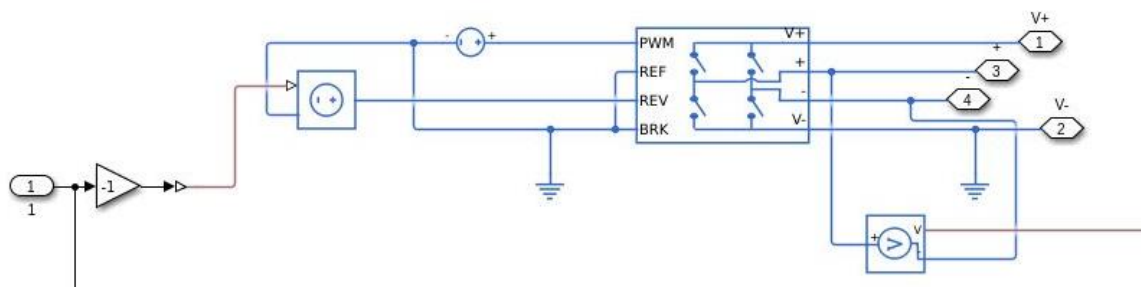 V+
- +
V+
1
PWM
+
+
3
REF
-
- +
-
4
REV
V-
V-
2
BRK
1
-1
1
+
V
v
-